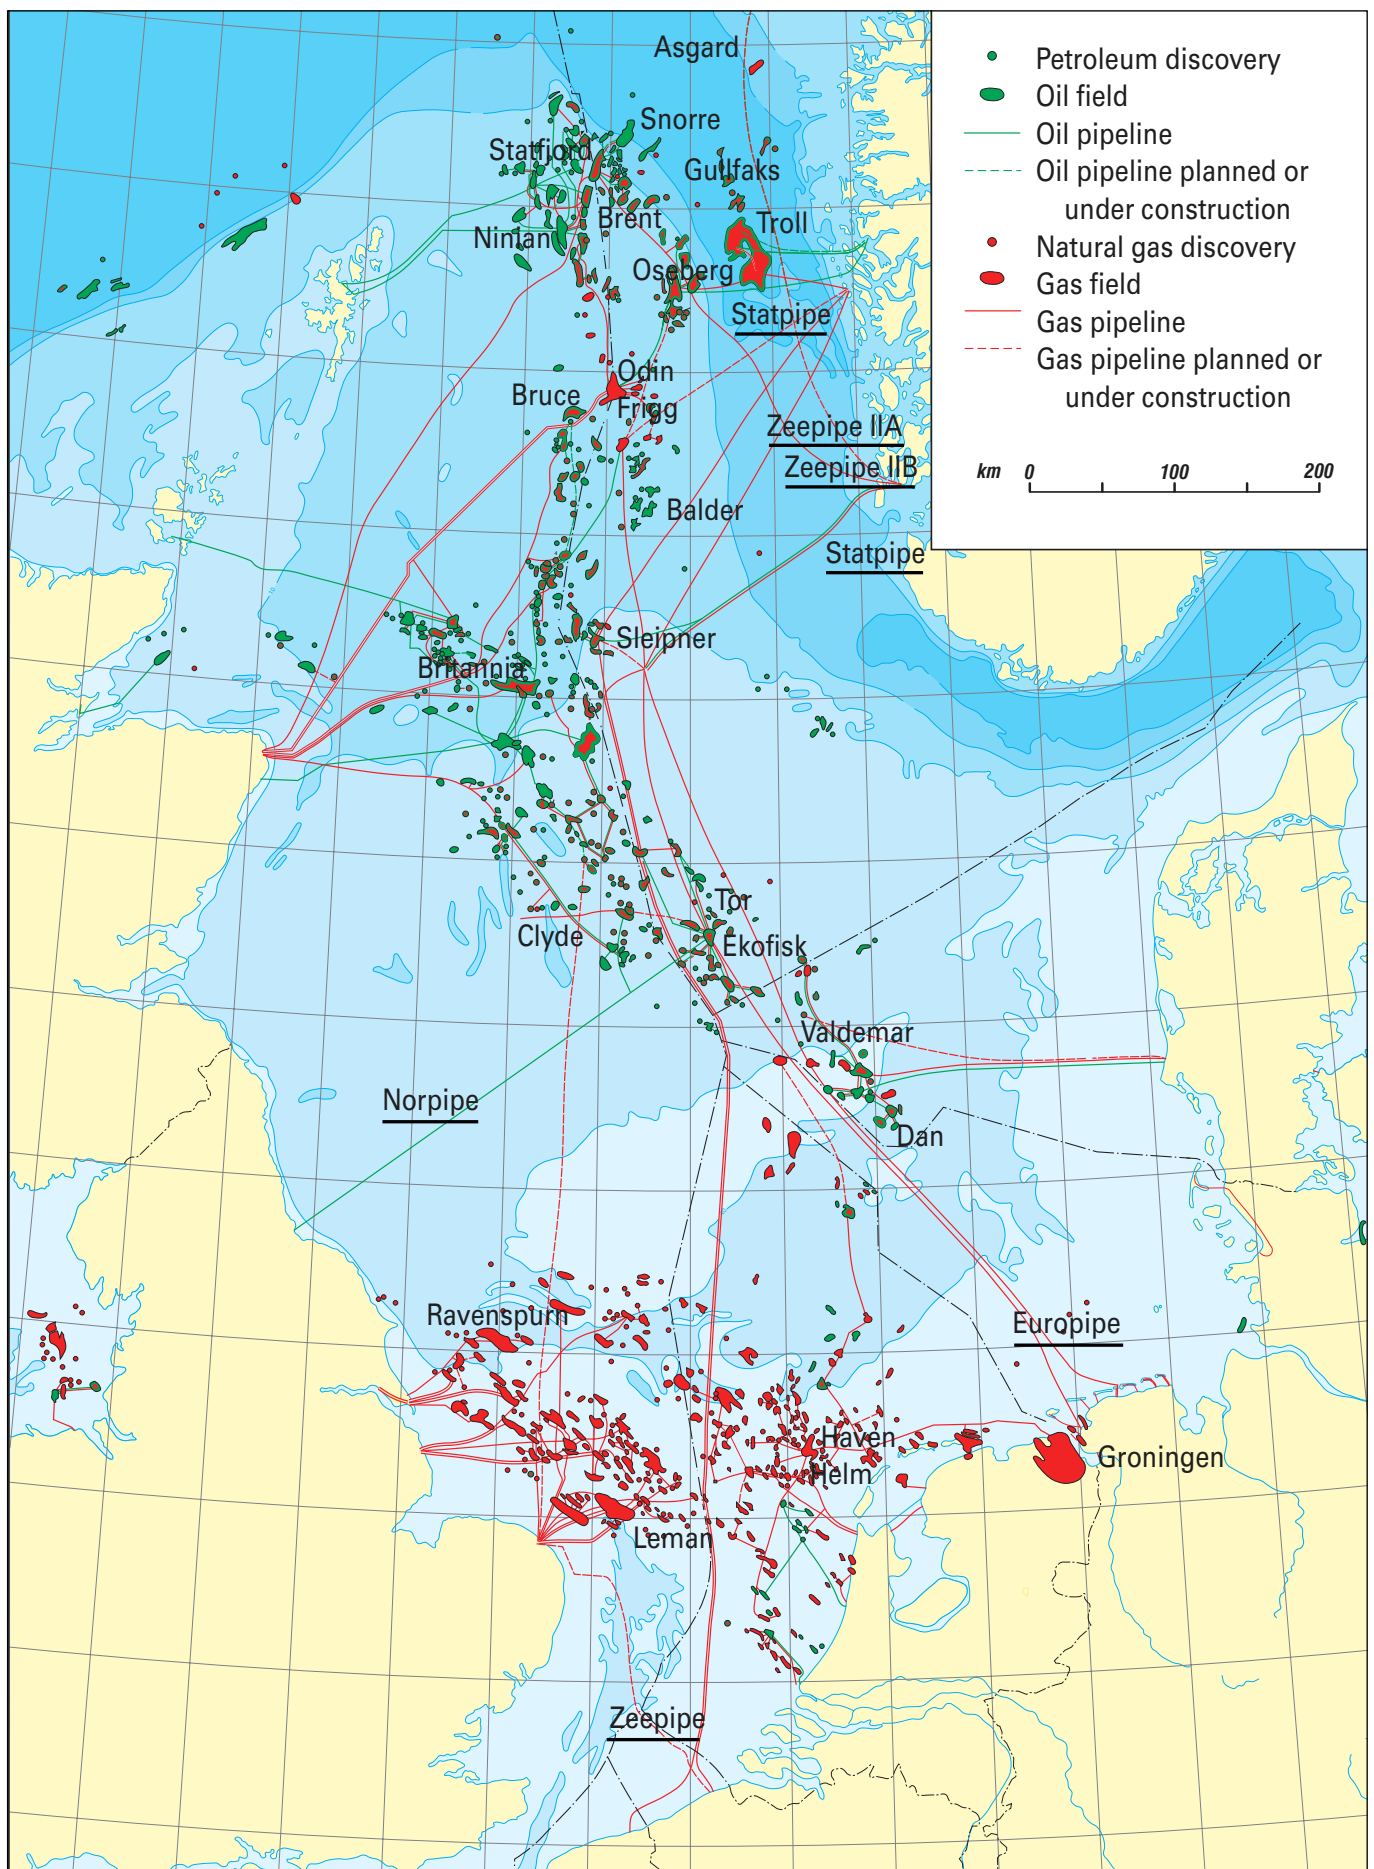 Asgard
Petroleum discovery
Oil field
Oil pipeline
Oil pipeline planned or
under construction
Natural gas discovery
Gas field
Gas pipeline
Gas pipeline planned or
under construction
km 0 100 200
Snorre
Statfjord
Gullfaks
Brent
Troll
Ninian
Oseberg
Statpipe
Odin
Bruce
Frigg
Zeepipe IIA
Zeepipe IIB
Balder
Statpipe
Sleipner
Britannia
Tor
Clyde
Ekofisk
Valdemar
Norpipe
Dan
Ravenspurn
Europipe
Haven
Groningen
Helm
Leman
Zeepipe